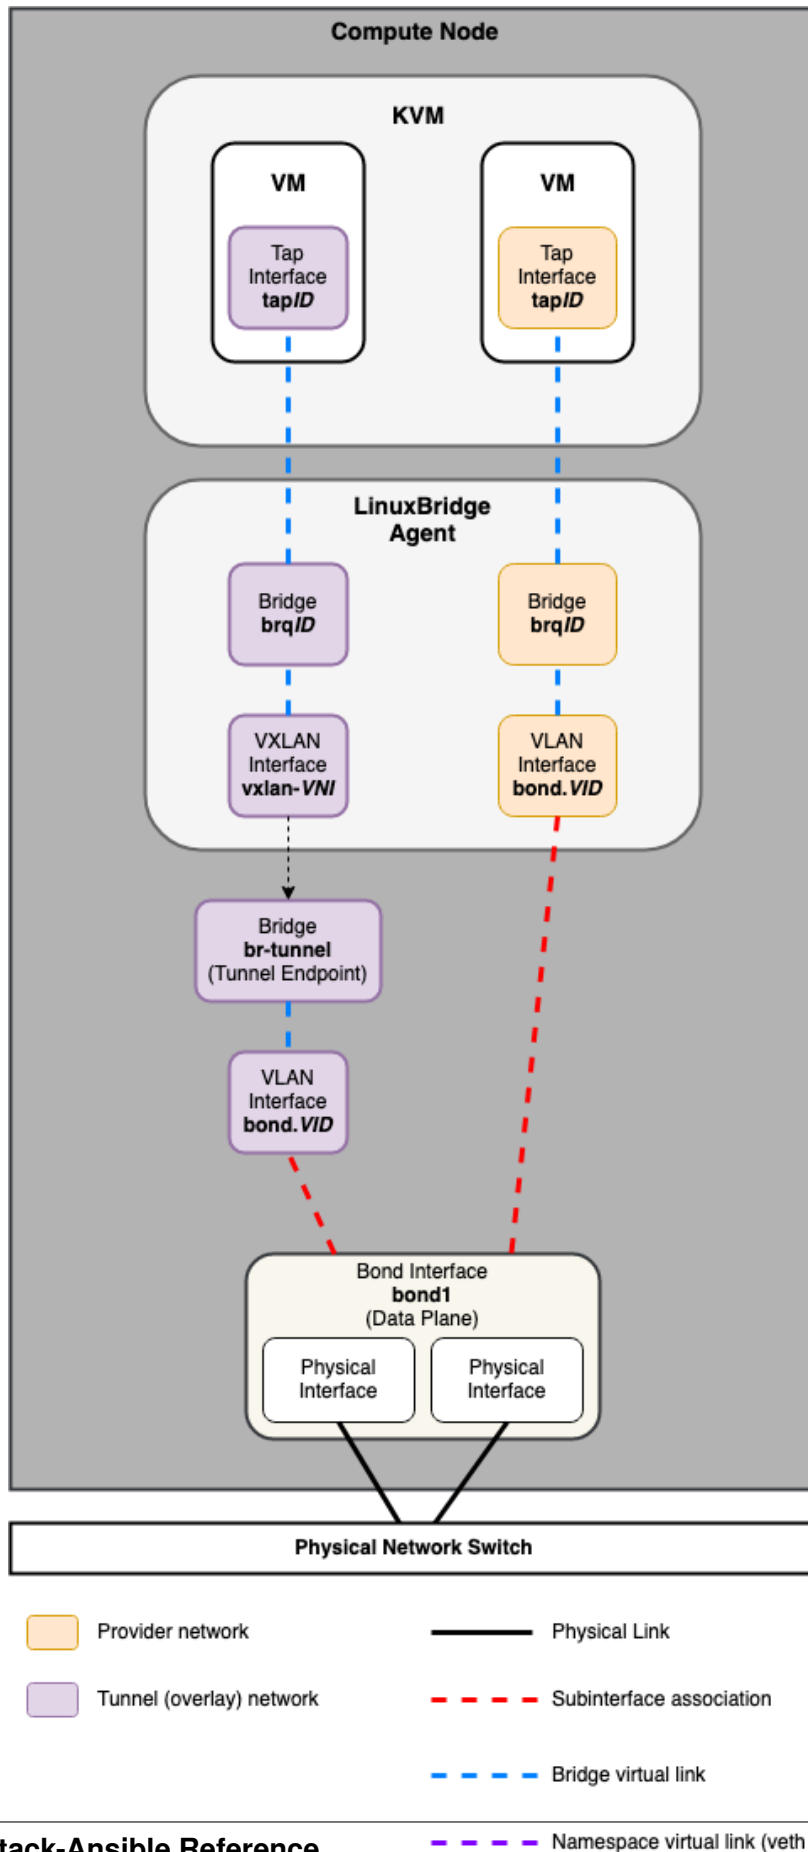 Compute Node
KVM
VM
VM
Tap
Interface
tapID
Tap
Interface
tapID
LinuxBridge
Agent
Bridge
brqID
Bridge
brqID
VXLAN
Interface
vxlan-VNI
VLAN
Interface
bond.VID
Bridge
br-tunnel
(Tunnel Endpoint)
VLAN
Interface
bond.VID
Bond Interface
bond1
(Data Plane)
Physical
Interface
Physical
Interface
Physical Network Switch
Provider network
Physical Link
Tunnel (overlay) network
Subinterface association
Bridge virtual link
tack-Ansible Reference
Namespace virtual link (veth